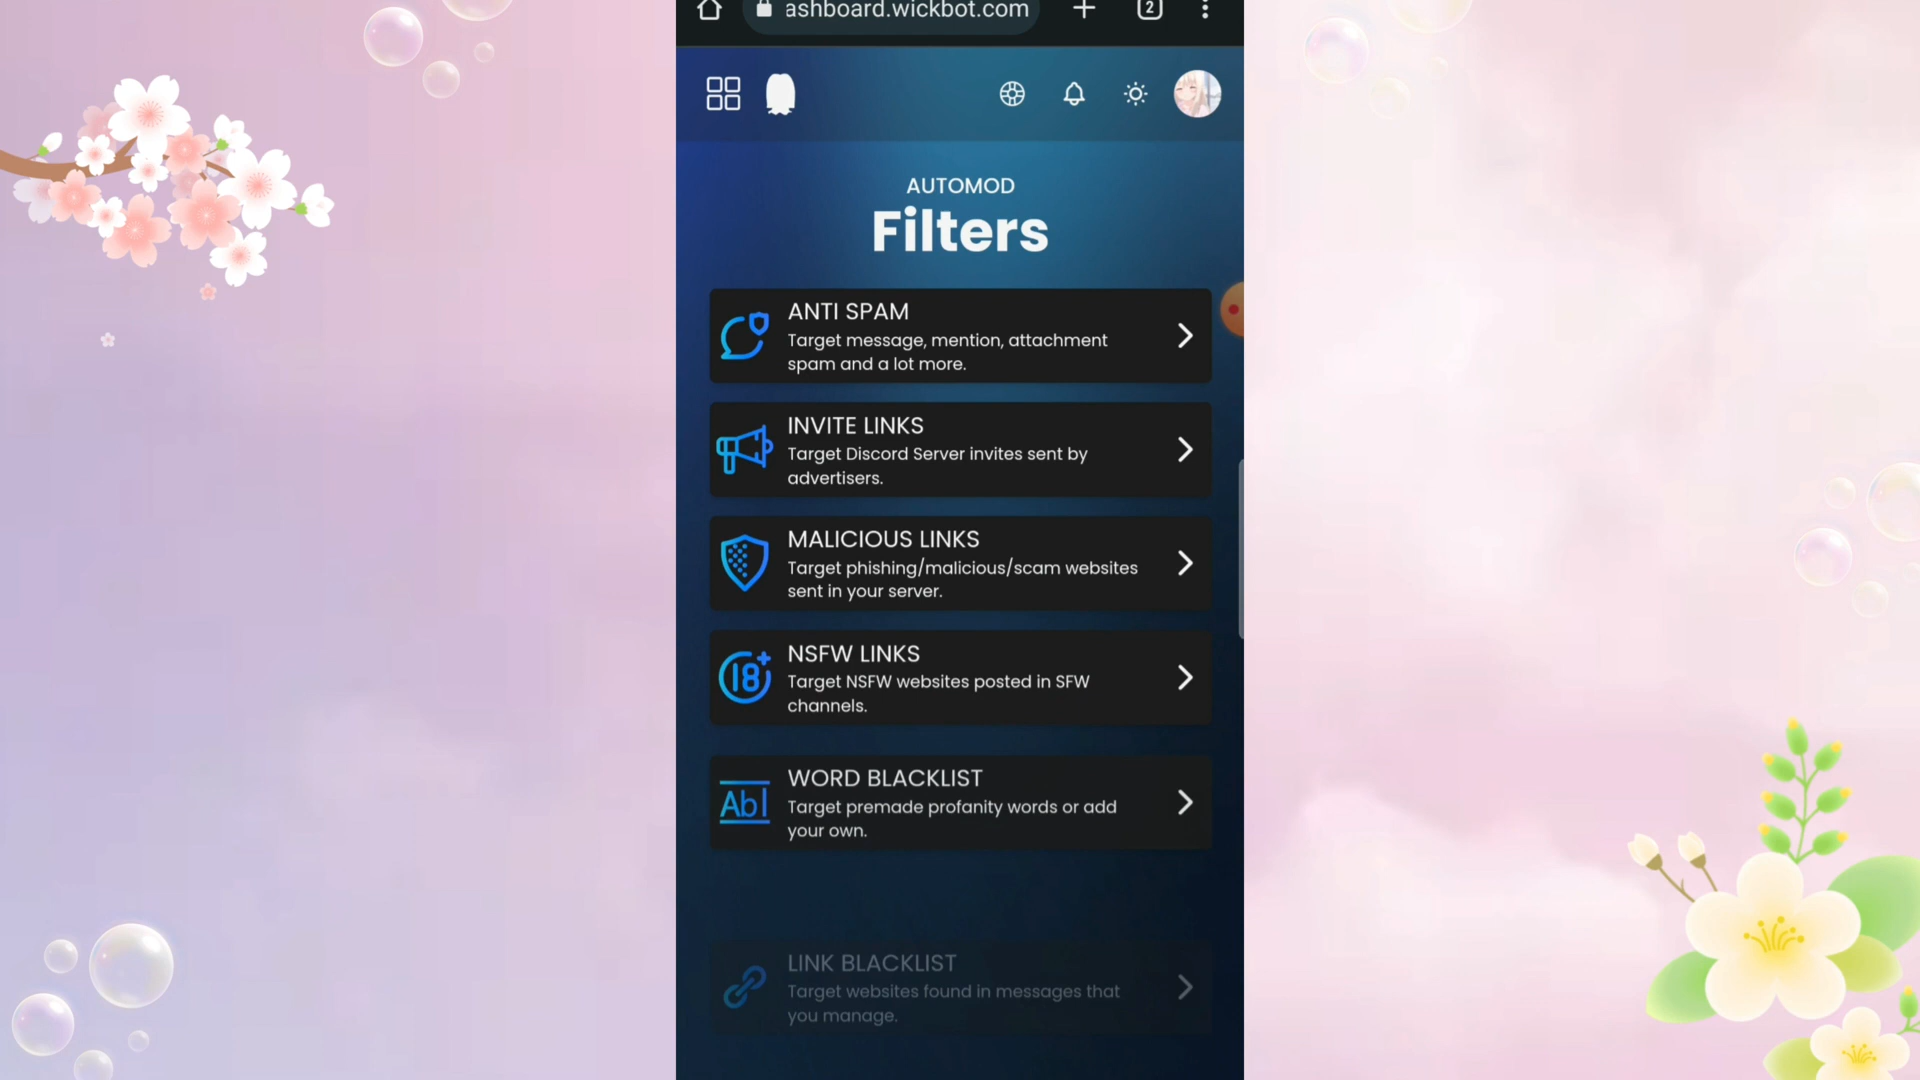 ashboard.wickbot.com
2
AUTOMOD
Filters
ANTI SPAM
Target message, mention, attachment
spam and a lot more.
INVITE LINKS
Target Discord Server invites sent by
advertisers.
MALICIOUS LINKS
Target phishing/malicious/scam websites
sent in your server.
18+
NSFW LINKS
Target NSFW websites posted in SFW
channels.
Abl
WORD BLACKLIST
Target premade profanity words or add
your own.
LINK BLACKLIST
Target websites found in messages that
you manage.